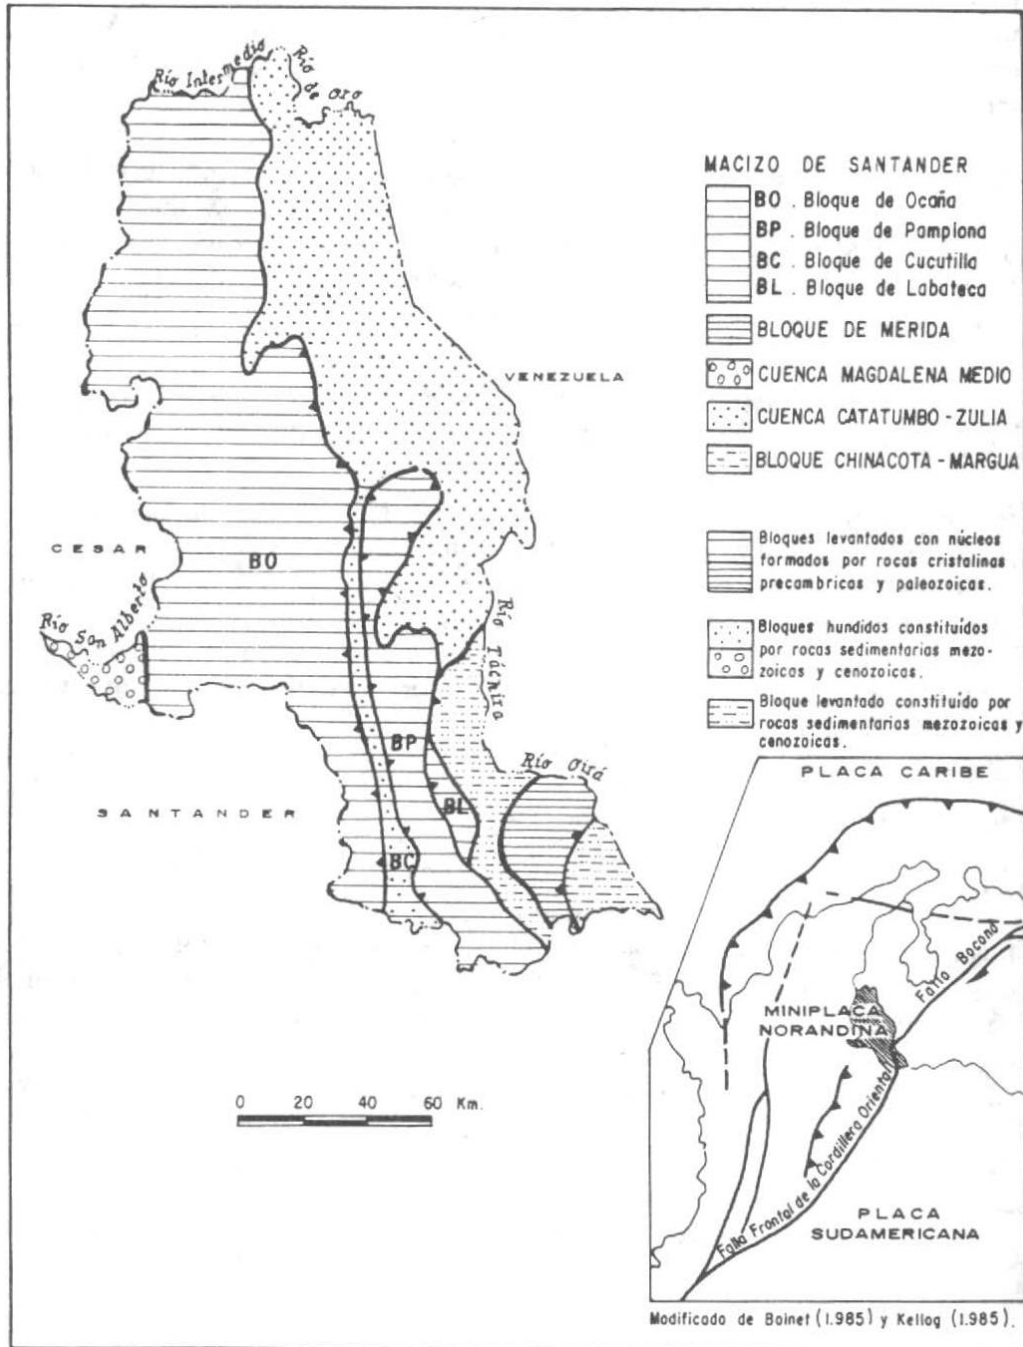 Río Intermedio
Río de Oro
MACIZO DE SANTANDER
BO . Bloque de Ocaña
BP . Bloque de Pamplona
BC . Bloque de Cucutilla
BL . Bloque de Labateca
BLOQUE DE MERIDA
CUENCA MAGDALENA MEDIO
CUENCA CATATUMBO - ZULIA
BLOQUE CHINACOTA - MARGUA
VENEZUELA
CESAR
BO
Río San Alberto
Río Táchira
BP
Río Oirá
BL
SANTANDER
BC
Bloques levantados con núcleos
formados por rocas cristalinas
precambricas y paleozoicas.
Bloques hundidos constituídos
por rocas sedimentarias mezo-
zoicas y cenozoicas.
Bloque levantado constituido por
rocas sedimentarias mezozoicas y
cenozoicas.
PLACA CARIBE
Falla Bocono
MINIPLACA
NORANDINA
Falla Frontal de la Cordillera Oriental
PLACA
SUDAMERICANA
0 20 40 60 Km.
Modificado de Boinet (1.985) y Kellog (1.985).